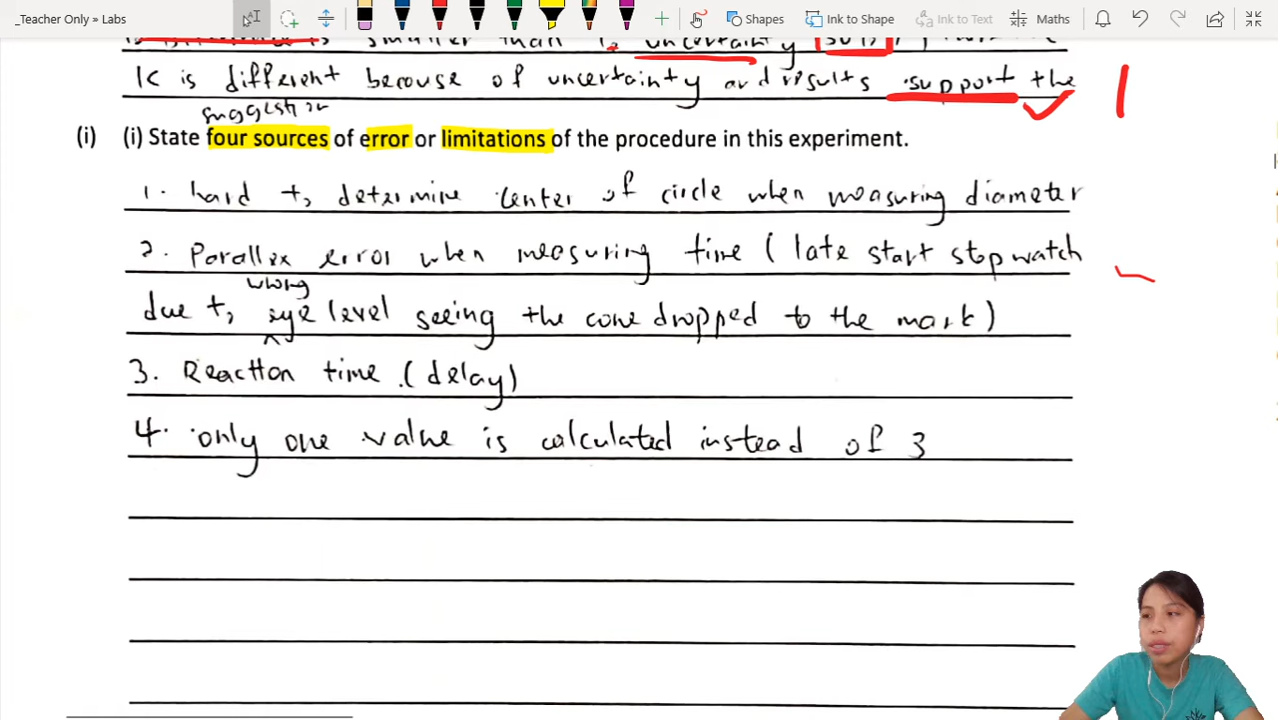 _Teacher Only » Labs
Shapes
Ink to Shape
Ink to Text
Maths
smaller than uncertainty
K is different because of uncertainty and results support the
suggestion
(i) (i) State four sources of error or limitations of the procedure in this experiment.
1. hard to determine center of circle when measuring diameter
2. Parallex error when measuring time (late start stopwatch
wrong
due to eye level seeing the cone dropped to the mark)
3. Reaction time. (delay)
4. only one value is calculated instead of 3